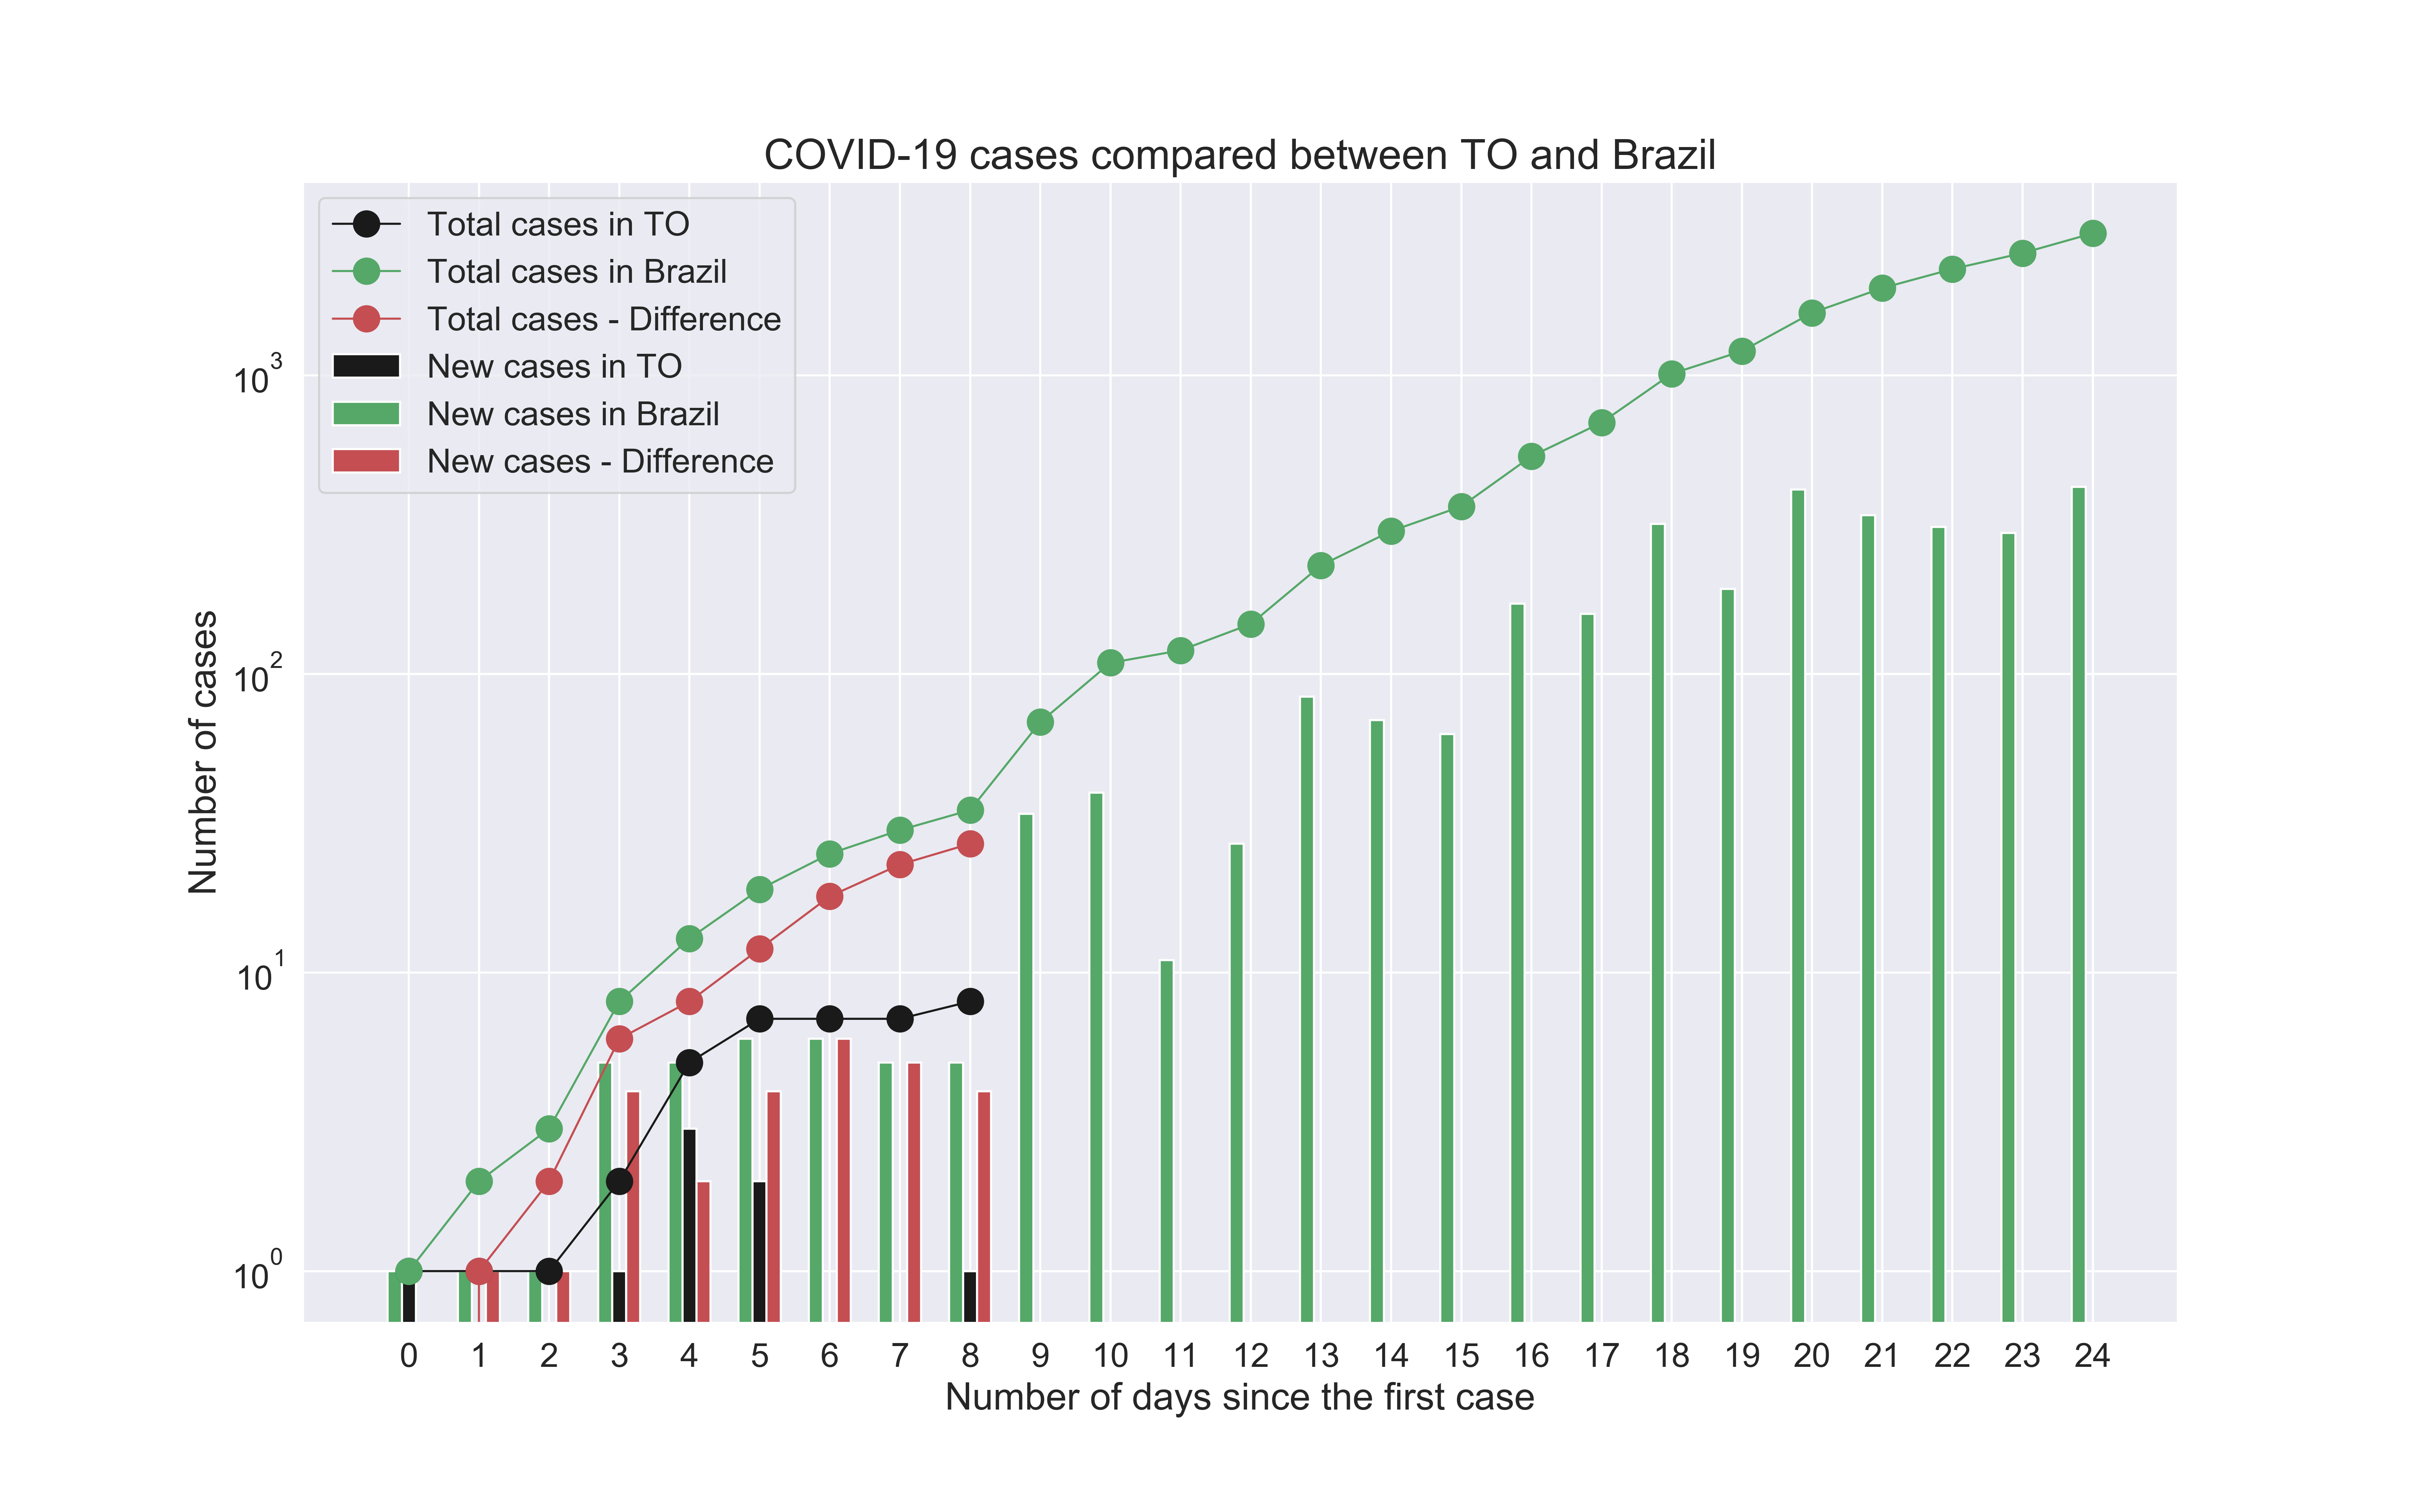 COVID-19 cases compared between TO and Brazil
Total cases in TO
Total cases in Brazil
Total cases - Difference
New cases in TO
New cases in Brazil
New cases - Difference
Number of cases
10^3
10^2
10^1
10^0
0 1 2 3 4 5 6 7 8 9 10 11 12 13 14 15 16 17 18 19 20 21 22 23 24
Number of days since the first case